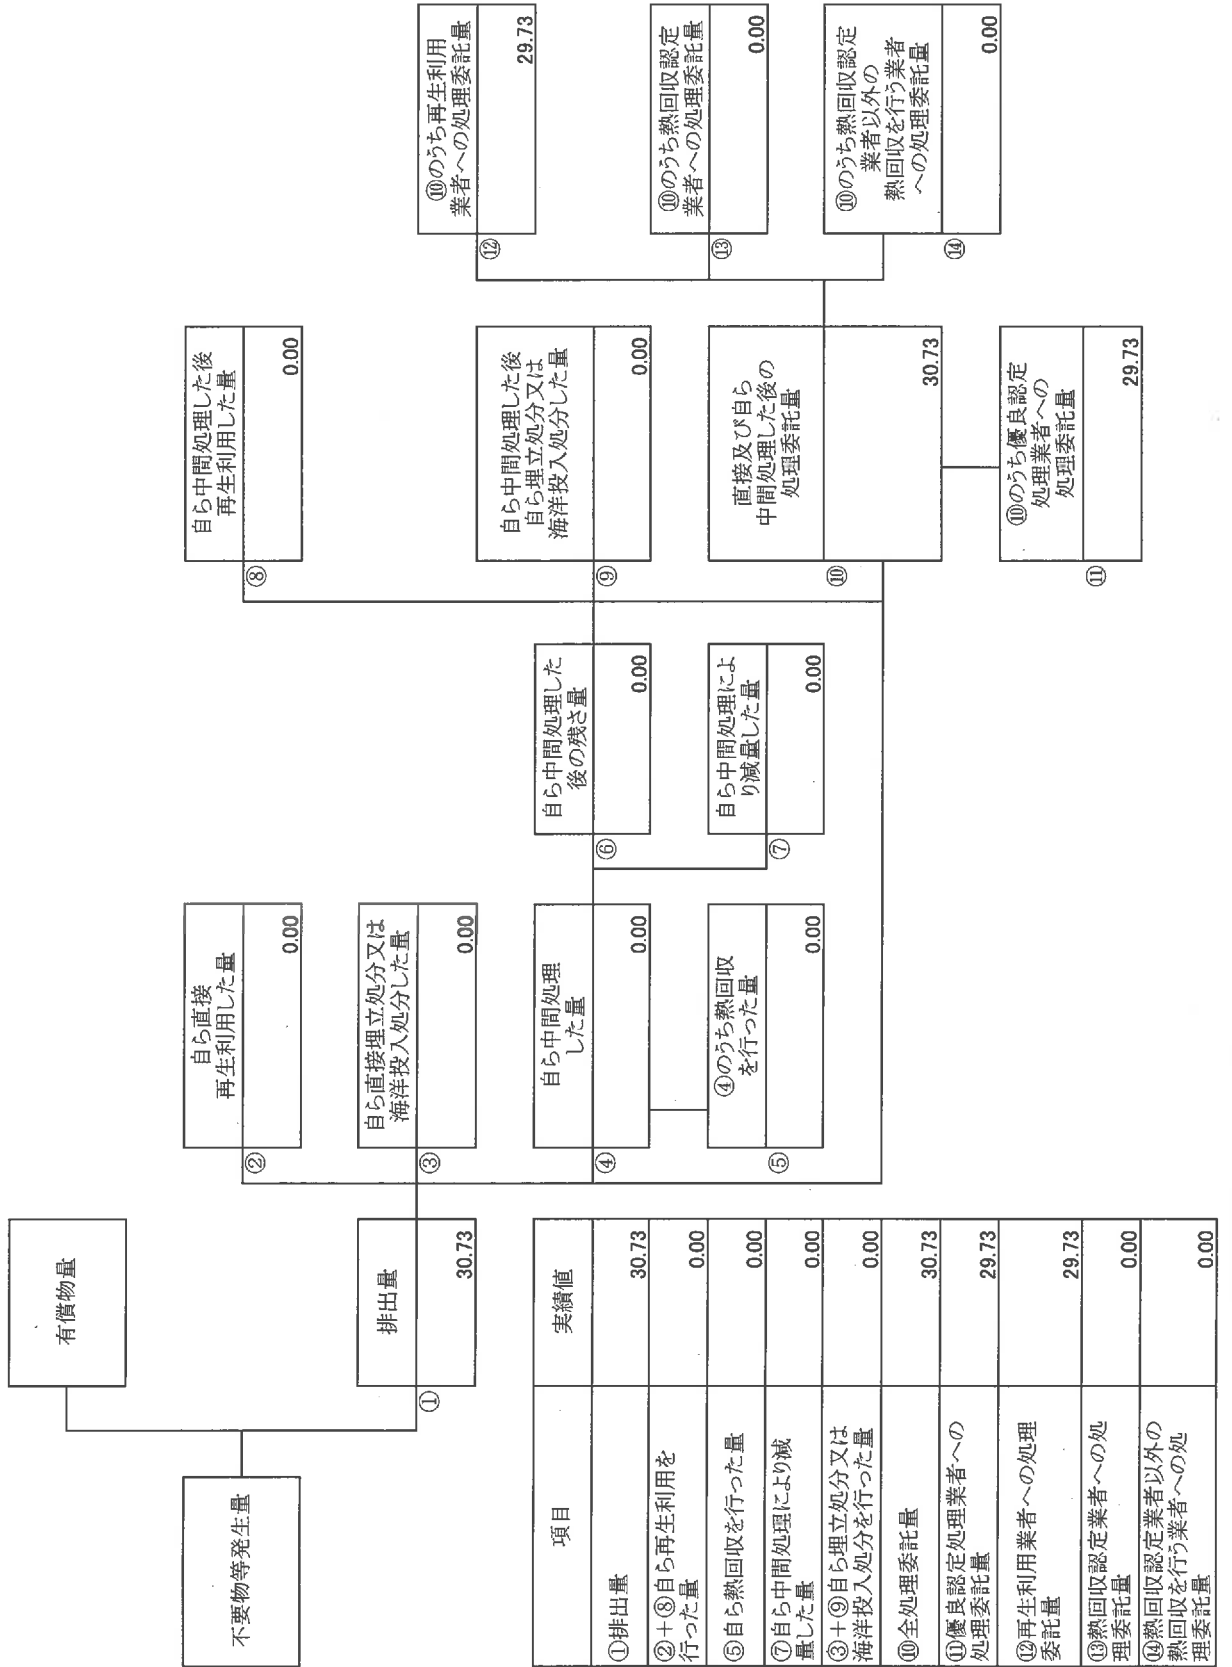 不要物等発生量
有償物量
①
排出量
30.73
②
自ら直接
再生利用した量
0.00
③
自ら直接埋立処分又は
海洋投入処分した量
0.00
④
自ら中間処理
した量
0.00
⑤
④のうち熱回収
を行った量
0.00
⑥
自ら中間処理した
後の残さ量
0.00
⑦
自ら中間処理によ
り減量した量
0.00
⑧
自ら中間処理した後
再生利用した量
0.00
⑨
自ら中間処理した後
自ら埋立処分又は
海洋投入処分した量
0.00
⑩
直接及び自ら
中間処理した後の
処理委託量
30.73
⑪
⑩のうち優良認定
処理業者への
処理委託量
29.73
⑫
⑩のうち再生利用
業者への処理委託量
29.73
⑬
⑩のうち熱回収認定
業者への処理委託量
0.00
⑭
⑩のうち熱回収認定
業者以外の
熱回収を行う業者
への処理委託量
0.00
項目 実績値
①排出量 30.73
②+⑧自ら再生利用を
行った量 0.00
⑤自ら熱回収を行った量 0.00
⑦自ら中間処理により減
量した量 0.00
③+⑨自ら埋立処分又は
海洋投入処分を行った量 0.00
⑩全処理委託量 30.73
⑪優良認定処理業者への
処理委託量 29.73
⑫再生利用業者への処理
委託量 29.73
⑬熱回収認定業者への処
理委託量 0.00
⑭熱回収認定業者以外の
熱回収を行う業者への処
理委託量 0.00